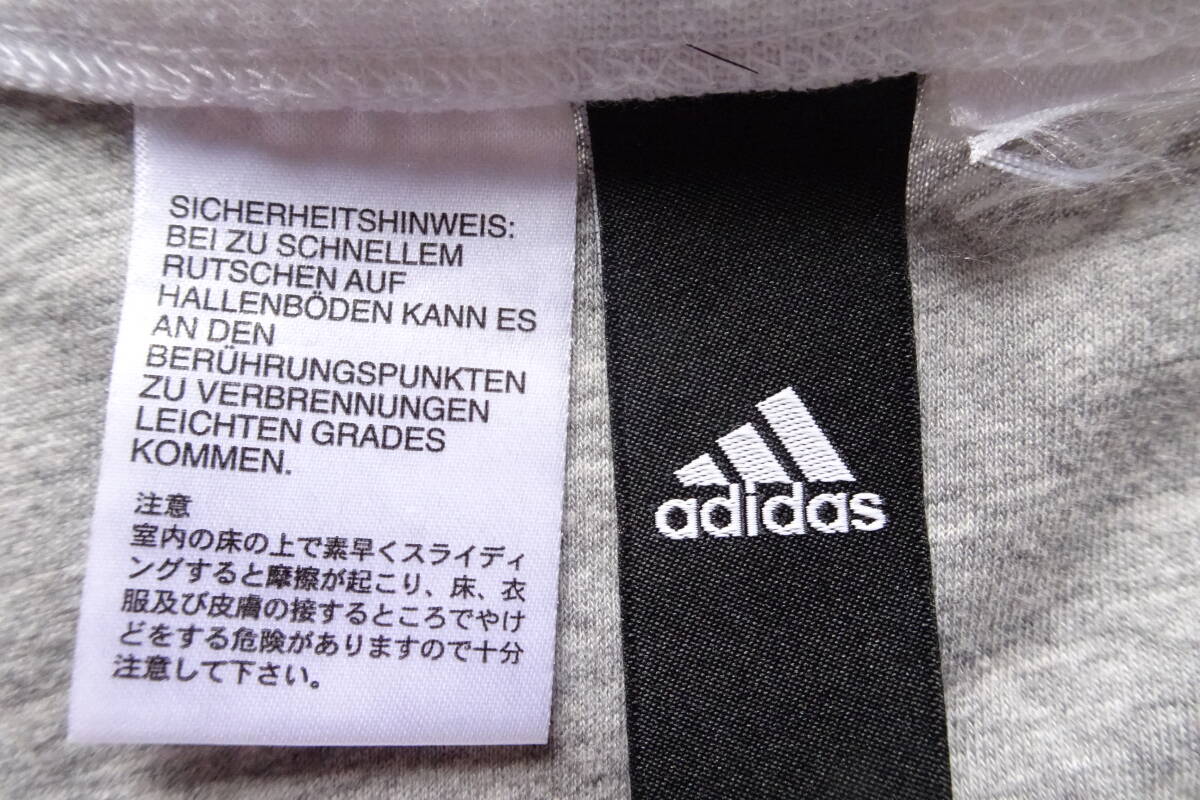 SICHERHEITSHINWEIS:
BEI ZU SCHNELLEM
RUTSCHEN AUF
HALLENBÖDEN KANN ES
AN DEN
BERÜHRUNGSPUNKTEN
ZU VERBRENNUNGEN
LEICHTEN GRADES
KOMMEN.
注意
室内の床の上で素早くスライディ
ングすると摩擦が起こり、床、衣
服及び皮膚の接するところでやけ
どをする危険がありますので十分
注意して下さい。
adidas